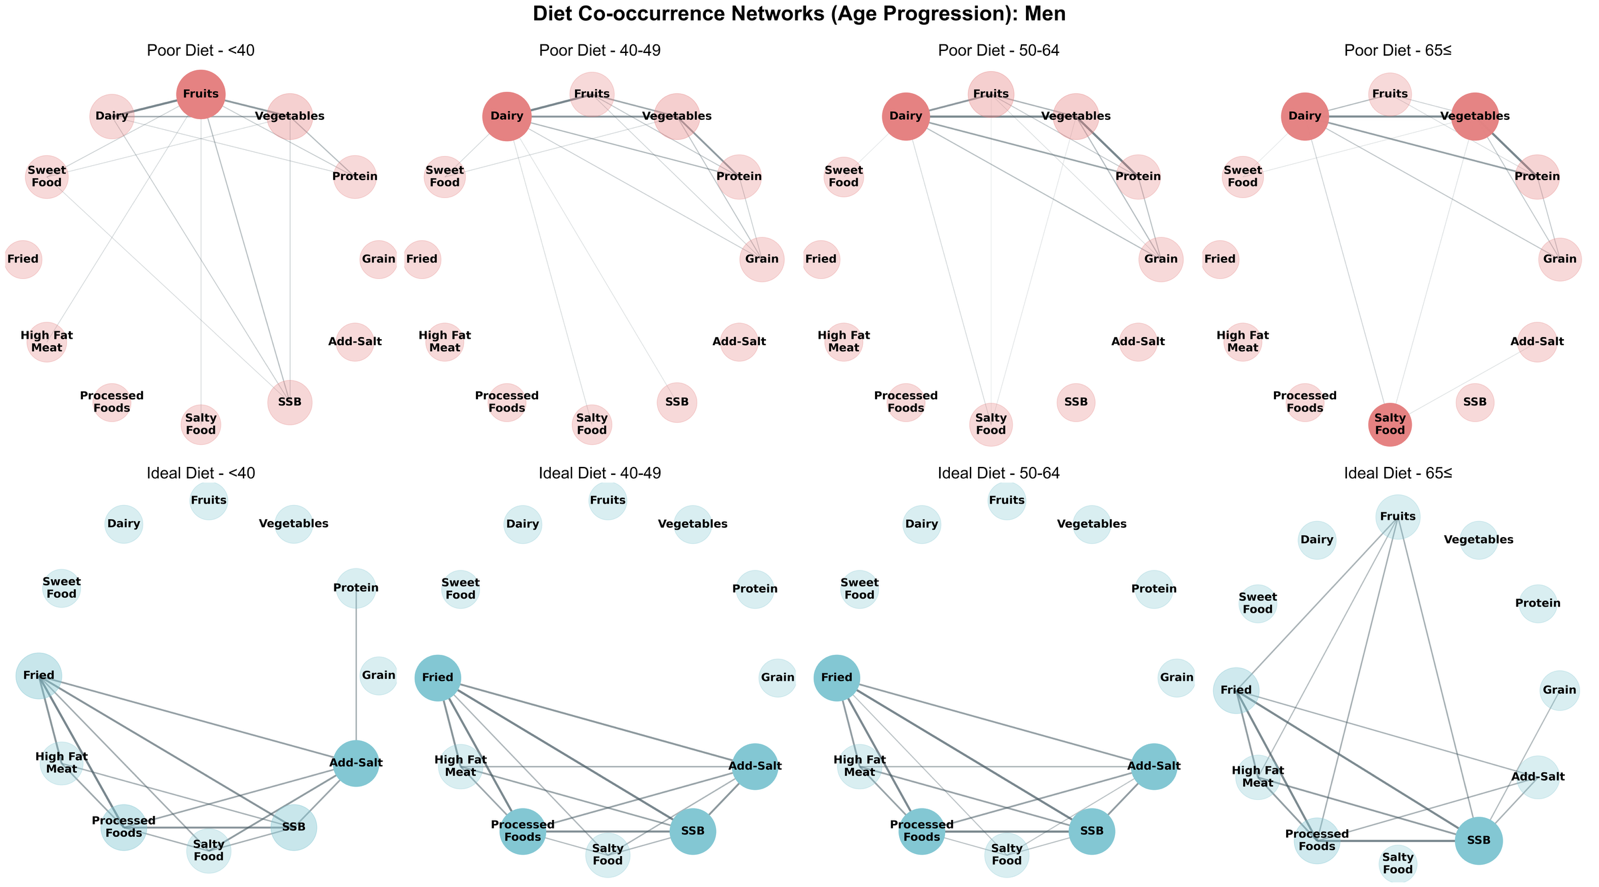 Diet Co-occurrence Networks (Age Progression): Men
Poor Diet - <40
Fruits
Dairy
Vegetables
Sweet
Food
Protein
Fried
Grain
High Fat
Meat
Add-Salt
Processed
Foods
SSB
Salty
Food
Poor Diet - 40-49
Fruits
Dairy
Vegetables
Sweet
Food
Protein
Fried
Grain
High Fat
Meat
Add-Salt
Processed
Foods
SSB
Salty
Food
Poor Diet - 50-64
Fruits
Dairy
Vegetables
Sweet
Food
Protein
Fried
Grain
High Fat
Meat
Add-Salt
Processed
Foods
SSB
Salty
Food
Poor Diet - 65≤
Fruits
Dairy
Vegetables
Sweet
Food
Protein
Fried
Grain
High Fat
Meat
Add-Salt
Processed
Foods
SSB
Salty
Food
Ideal Diet - <40
Fruits
Dairy
Vegetables
Sweet
Food
Protein
Fried
Grain
High Fat
Meat
Add-Salt
Processed
Foods
SSB
Salty
Food
Ideal Diet - 40-49
Fruits
Dairy
Vegetables
Sweet
Food
Protein
Fried
Grain
High Fat
Meat
Add-Salt
Processed
Foods
SSB
Salty
Food
Ideal Diet - 50-64
Fruits
Dairy
Vegetables
Sweet
Food
Protein
Fried
Grain
High Fat
Meat
Add-Salt
Processed
Foods
SSB
Salty
Food
Ideal Diet - 65≤
Fruits
Dairy
Vegetables
Sweet
Food
Protein
Fried
Grain
High Fat
Meat
Add-Salt
Processed
Foods
SSB
Salty
Food